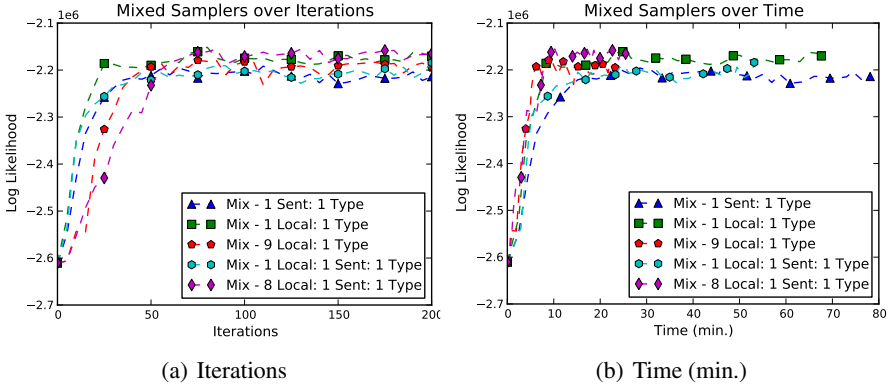 Mixed Samplers over Iterations
1e6
−2.1
−2.2
−2.3
−2.4
−2.5
−2.6
−2.7
Log Likelihood
Mix - 1 Sent: 1 Type
Mix - 1 Local: 1 Type
Mix - 9 Local: 1 Type
Mix - 1 Local: 1 Sent: 1 Type
Mix - 8 Local: 1 Sent: 1 Type
0 50 100 150 200
Iterations
(a) Iterations
Mixed Samplers over Time
1e6
−2.1
−2.2
−2.3
−2.4
−2.5
−2.6
−2.7
Log Likelihood
Mix - 1 Sent: 1 Type
Mix - 1 Local: 1 Type
Mix - 9 Local: 1 Type
Mix - 1 Local: 1 Sent: 1 Type
Mix - 8 Local: 1 Sent: 1 Type
0 10 20 30 40 50 60 70 80
Time (min.)
(b) Time (min.)